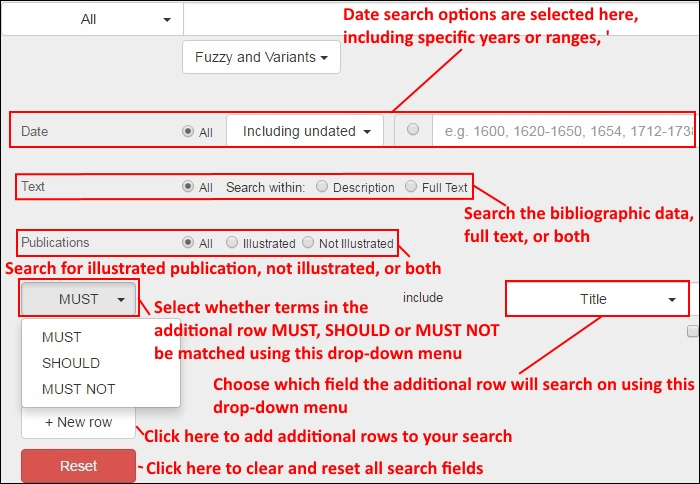 All
Date search options are selected here,
including specific years or ranges, '
Fuzzy and Variants
Date All Including undated e.g. 1600, 1620-1650, 1654, 1712-1738
Text All Search within: Description Full Text
Search the bibliographic data,
full text, or both
Publications All Illustrated Not Illustrated
Search for illustrated publication, not illustrated, or both
MUST include Title
Select whether terms in the
additional row MUST, SHOULD or MUST NOT
be matched using this drop-down menu
MUST
SHOULD
MUST NOT
Choose which field the additional row will search on using this
drop-down menu
+ New row
Click here to add additional rows to your search
Reset
Click here to clear and reset all search fields